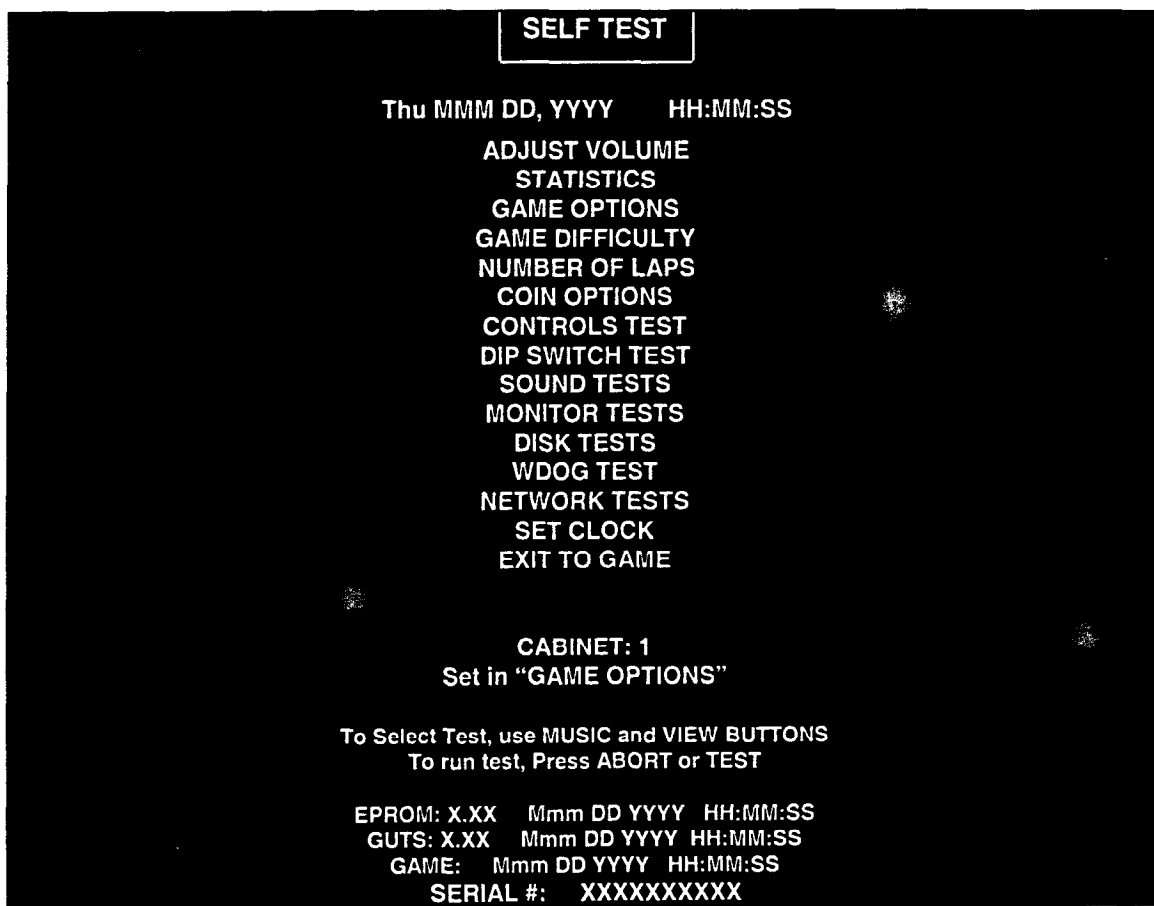 SELF TEST
Thu MMM DD, YYYY HH:MM:SS
ADJUST VOLUME
STATISTICS
GAME OPTIONS
GAME DIFFICULTY
NUMBER OF LAPS
COIN OPTIONS
CONTROLS TEST
DIP SWITCH TEST
SOUND TESTS
MONITOR TESTS
DISK TESTS
WDOG TEST
NETWORK TESTS
SET CLOCK
EXIT TO GAME
CABINET: 1
Set in “GAME OPTIONS”
To Select Test, use MUSIC and VIEW BUTTONS
To run test, Press ABORT or TEST
EPROM: X.XX Mmm DD YYYY HH:MM:SS
GUTS: X.XX Mmm DD YYYY HH:MM:SS
GAME: Mmm DD YYYY HH:MM:SS
SERIAL #: XXXXXXXXXX